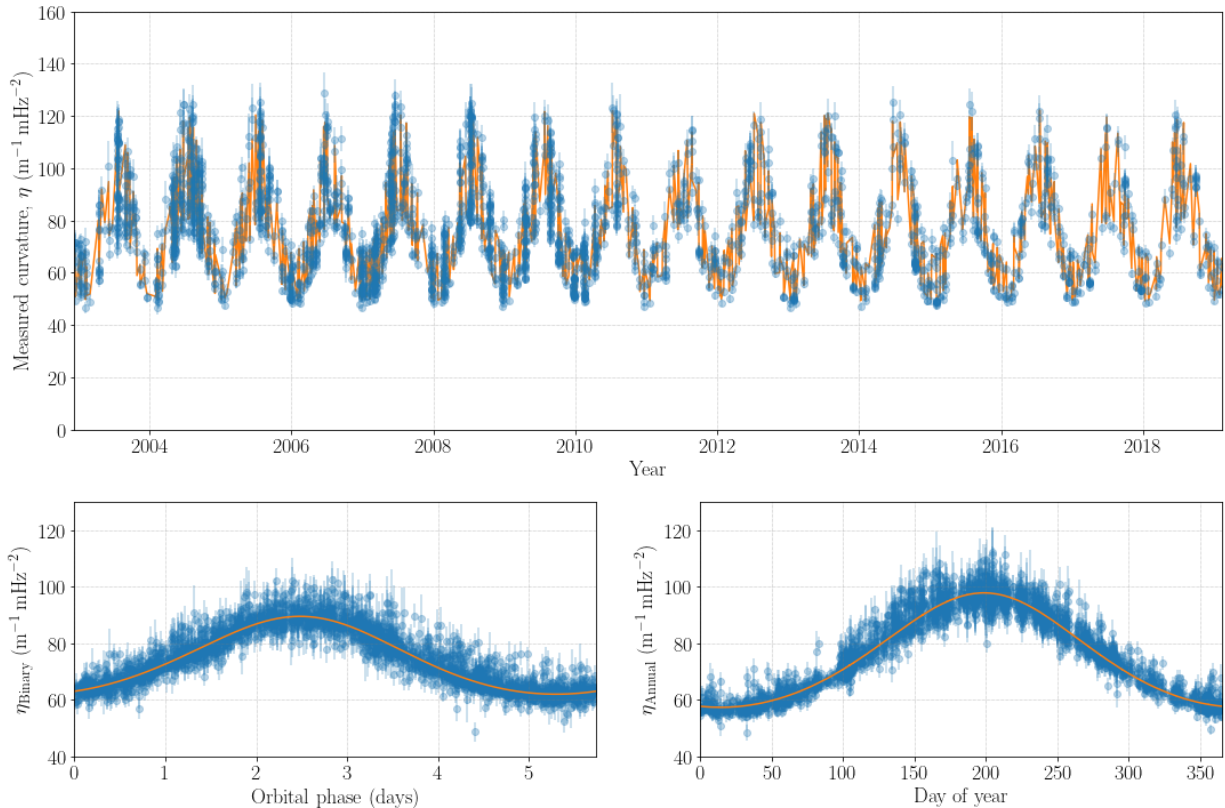 160
140
120
100
80
60
40
20
0
Measured curvature, η (m⁻¹ mHz⁻²)
2004 2006 2008 2010 2012 2014 2016 2018
Year
120
100
80
60
40
η_Binary (m⁻¹ mHz⁻²)
0 1 2 3 4 5
Orbital phase (days)
120
100
80
60
40
η_Annual (m⁻¹ mHz⁻²)
0 50 100 150 200 250 300 350
Day of year